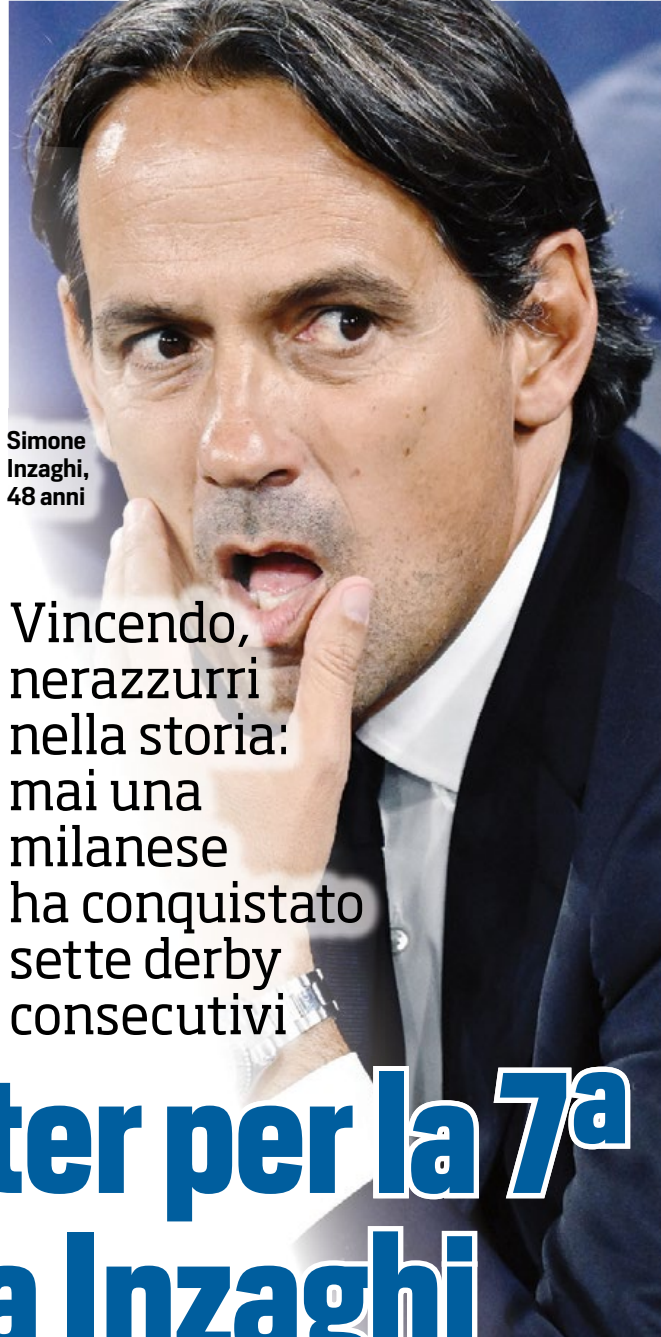 Simone
Inzaghi,
48 anni
Vincendo,
nerazzurri
nella storia:
mai una
milanese
ha conquistato
sette derby
consecutivi
ter per la 7ª
a Inzaghi